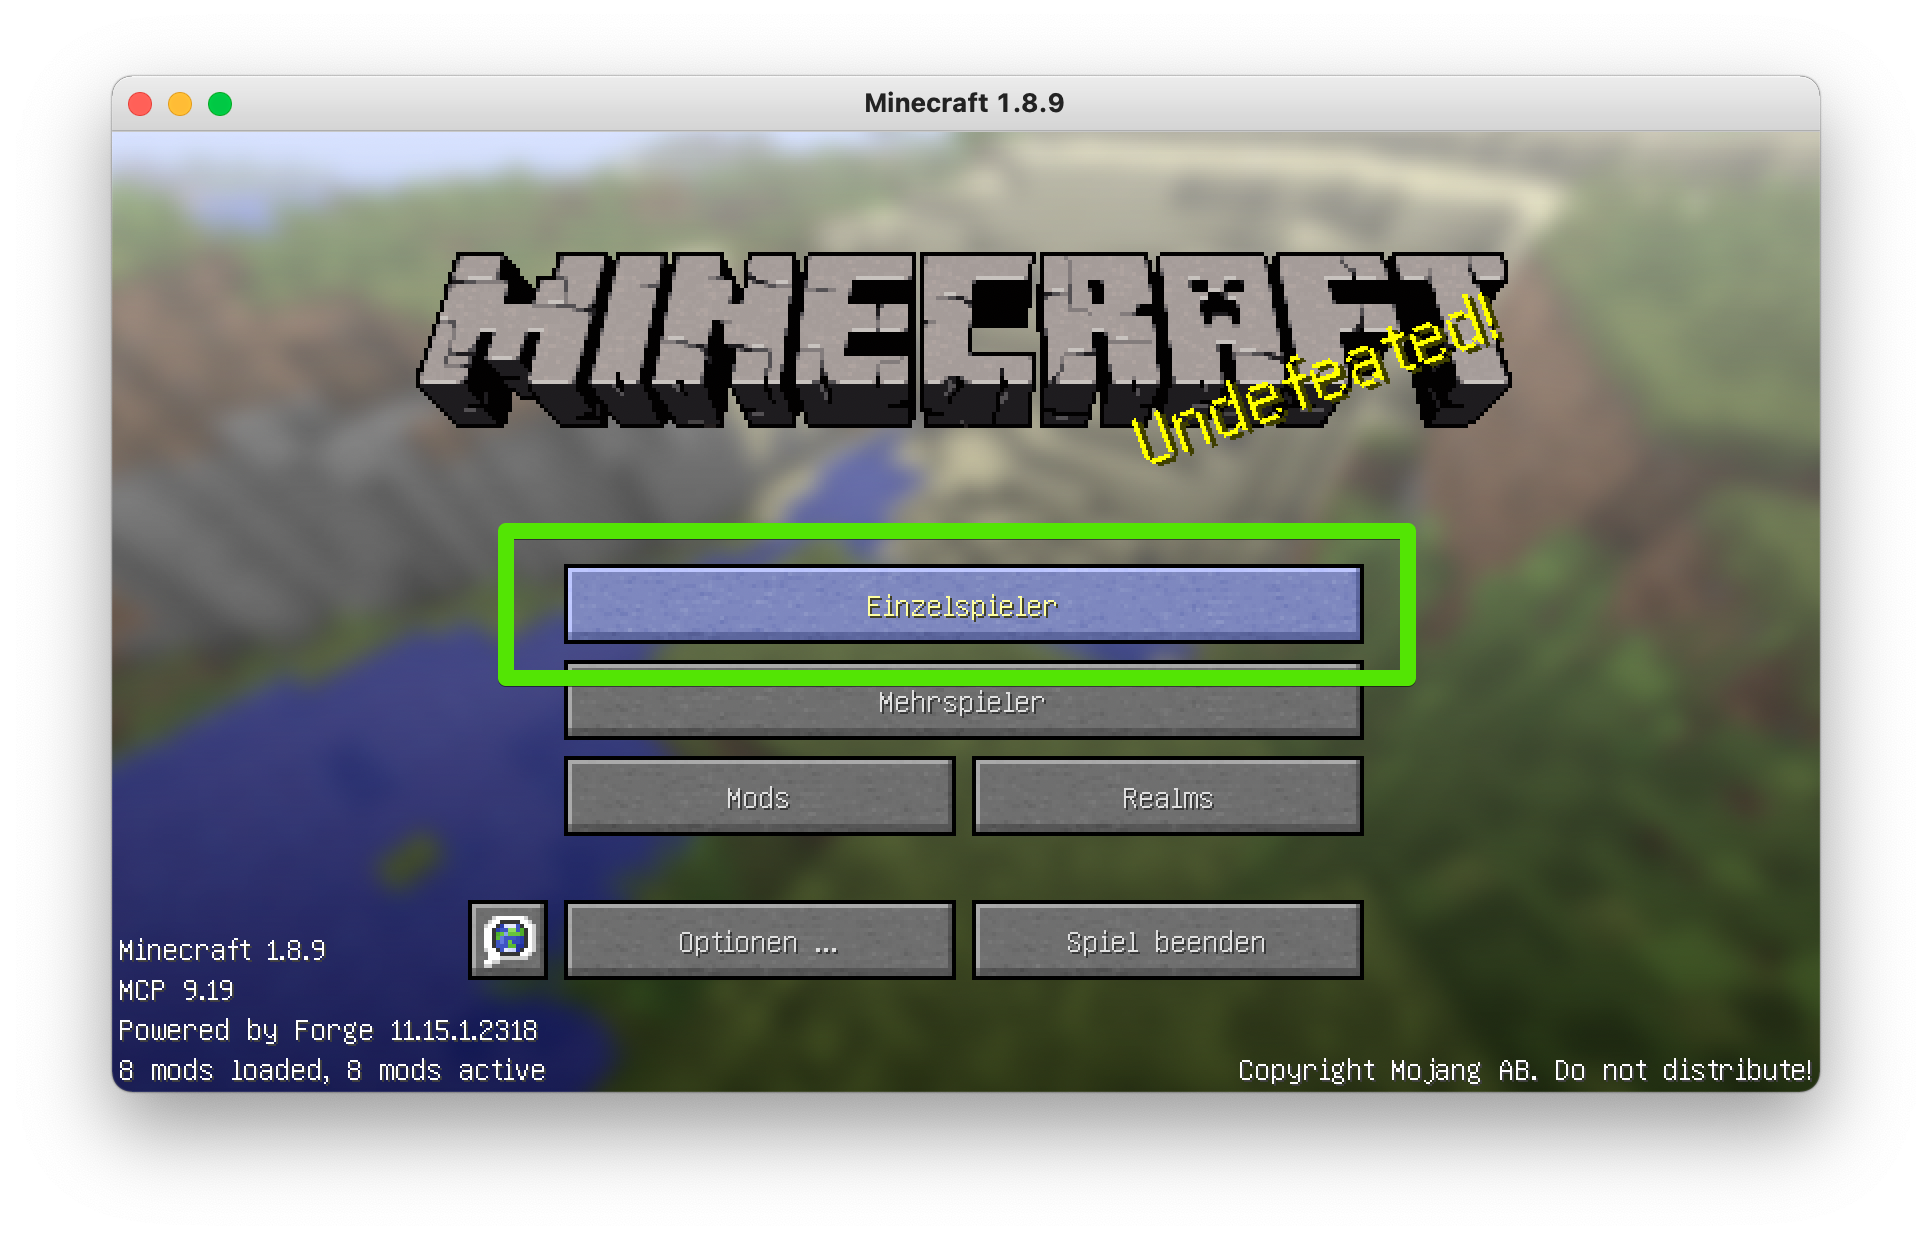 Minecraft 1.8.9
MINECRAFT
Undefeated!
Einzelspieler
Mehrspieler
Mods
Realms
Optionen ...
Spiel beenden
Minecraft 1.8.9
MCP 9.19
Powered by Forge 11.15.1.2318
8 mods loaded, 8 mods active
Copyright Mojang AB. Do not distribute!